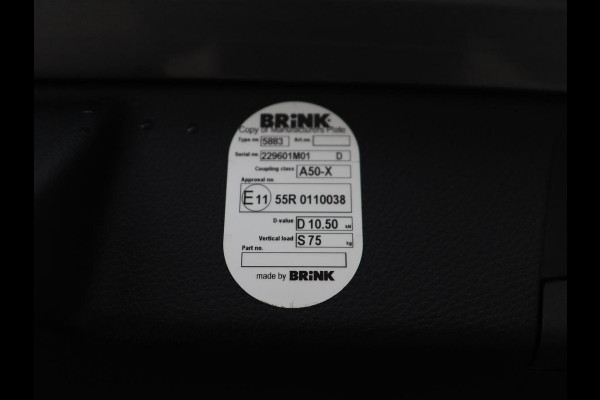 BRiNK
Copy of Manufacturers Plate
Type no. 5883 Art.no.
Serial no. 229601M01 D
Coupling class A50-X
Approval no.
E11 55R 0110038
D-value D 10.50 kN
Vertical load S 75 kg
Part no.
made by BRiNK